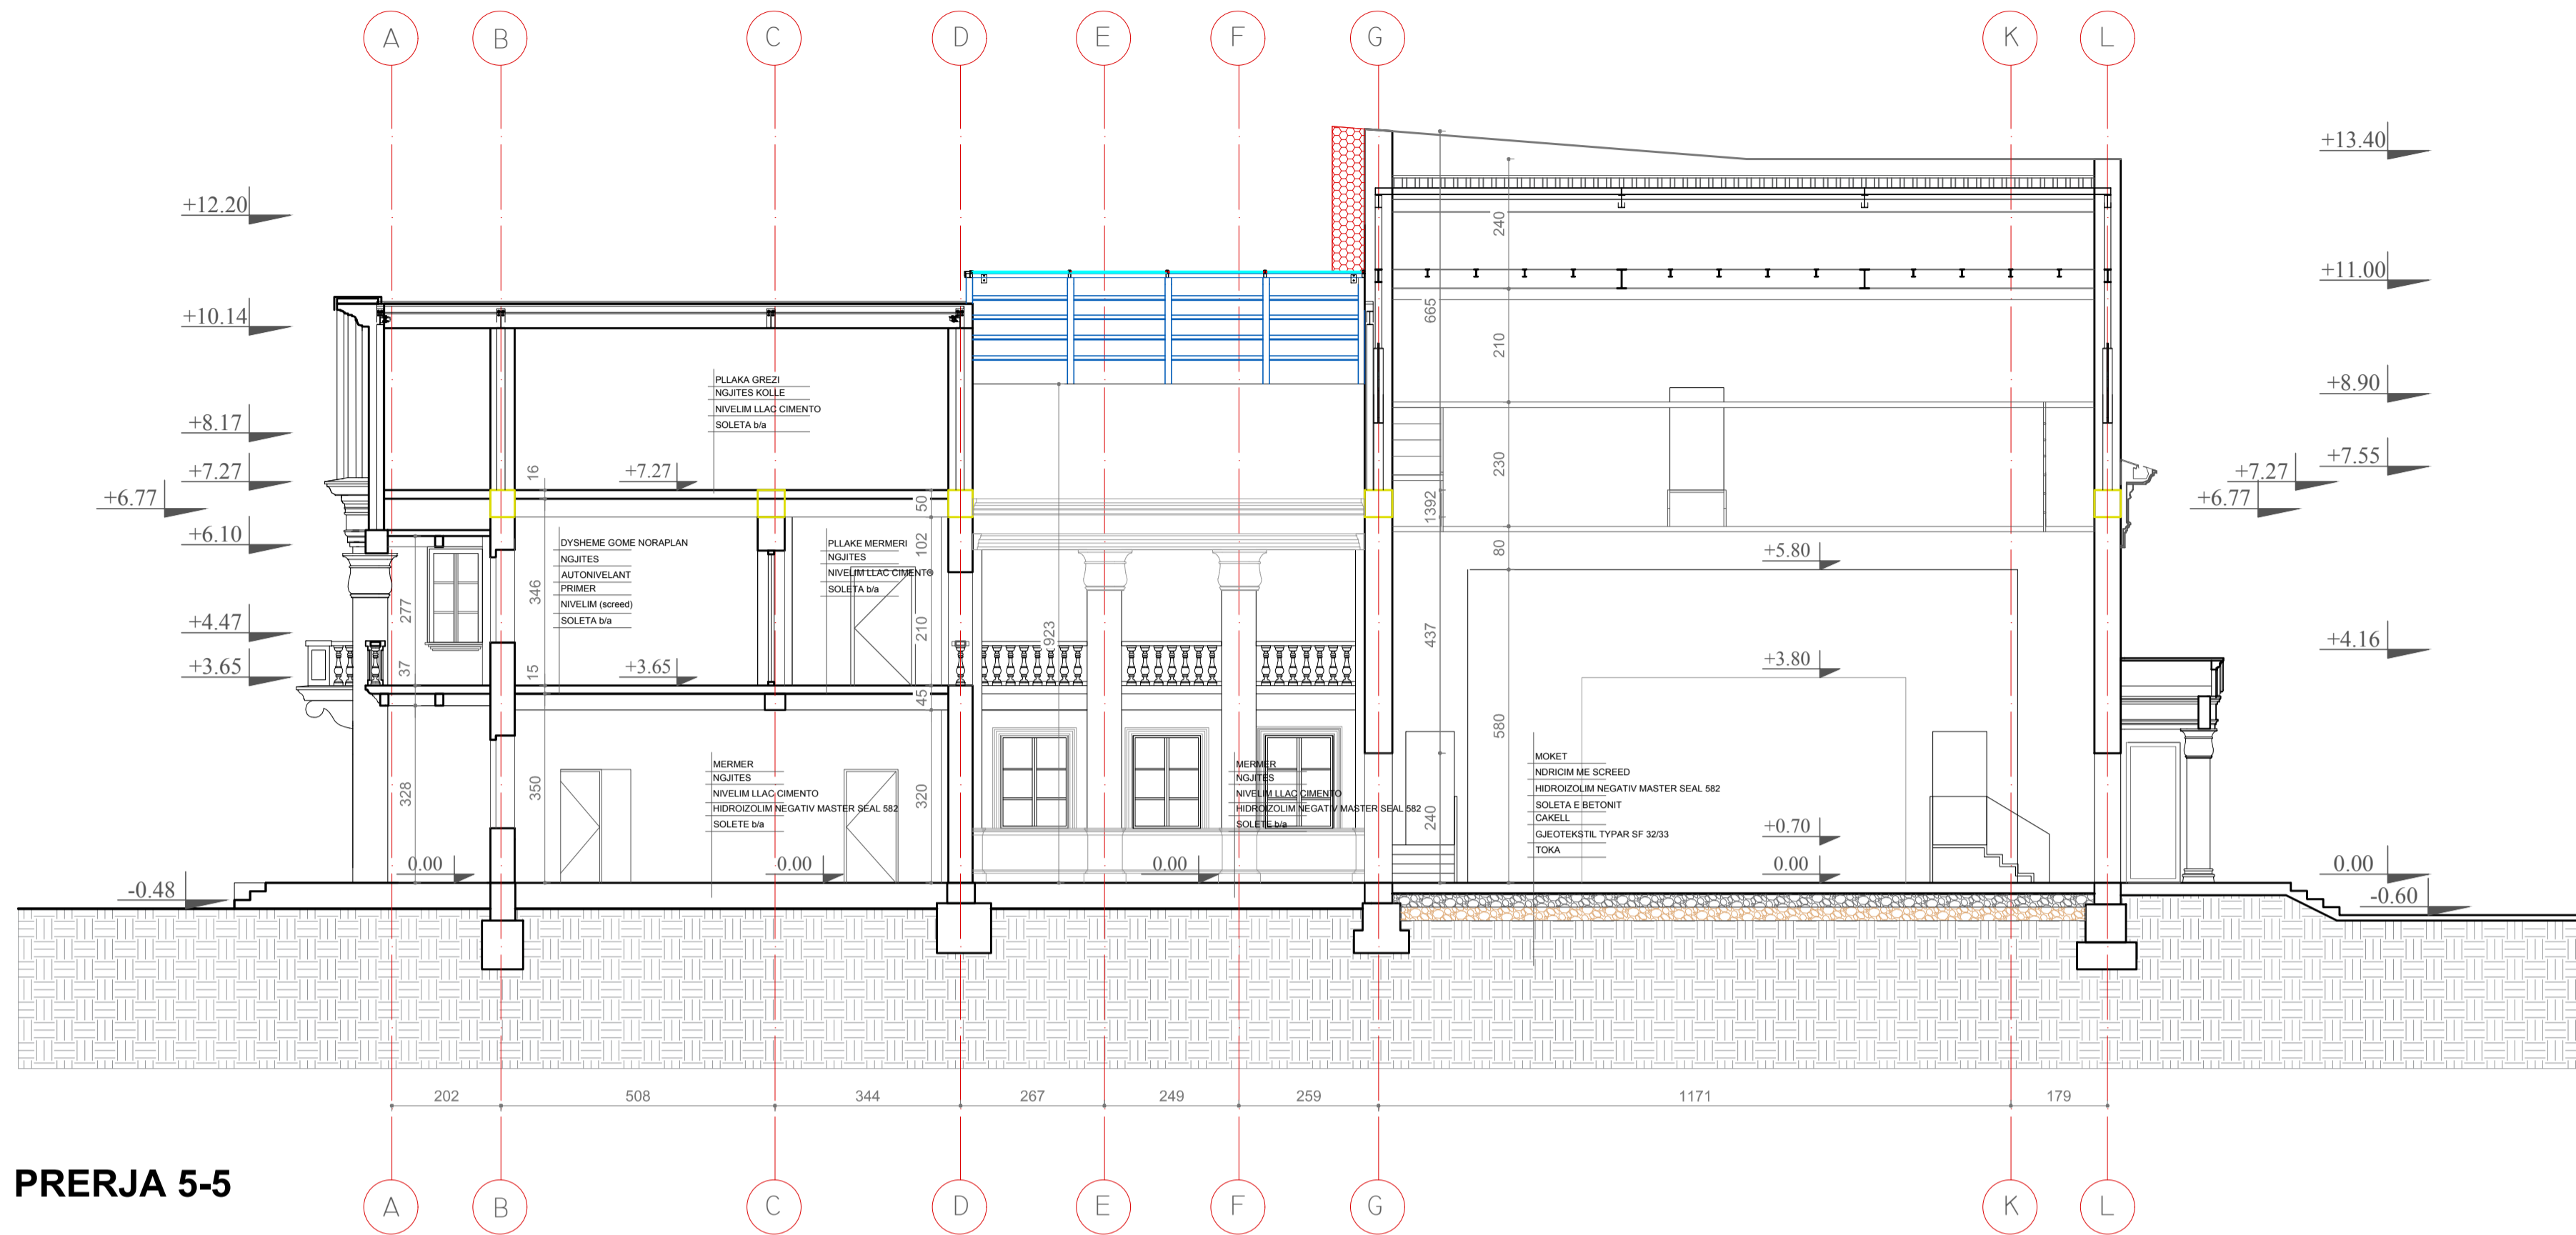 A B C D E F G K L
+13.40
+12.20
+11.00
+10.14
+8.90
+8.17
+7.55
+7.27
+7.27
+6.77
+6.77
+6.10
+4.47
+4.16
+3.65
0.00
-0.48
-0.60
240
665
210
230
1392
80
437
580
240
PLLAKA GREZI
NGJITES KOLLE
NIVELIM LLAC CIMENTO
SOLETA b/a
+7.27
16
50
102
346
277
210
923
37
15
45
328
350
320
DYSHEME GOME NORAPLAN
NGJITES
AUTONIVELANT
PRIMER
NIVELIM (screed)
SOLETA b/a
PLLAKE MERMERI
NGJITES
NIVELIM LLAC CIMENTO
SOLETA b/a
+3.65
+5.80
+3.80
+0.70
0.00
MERMER
NGJITES
NIVELIM LLAC CIMENTO
HIDROIZOLIM NEGATIV MASTER SEAL 582
SOLETE b/a
MERMER
NGJITES
NIVELIM LLAC CIMENTO
HIDROIZOLIM NEGATIV MASTER SEAL 582
SOLETE b/a
MOKET
NDRICIM ME SCREED
HIDROIZOLIM NEGATIV MASTER SEAL 582
SOLETA E BETONIT
CAKELL
GJEOTEKSTIL TYPAR SF 32/33
TOKA
0.00
0.00
0.00
202 508 344 267 249 259 1171 179
PRERJA 5-5
A B C D E F G K L